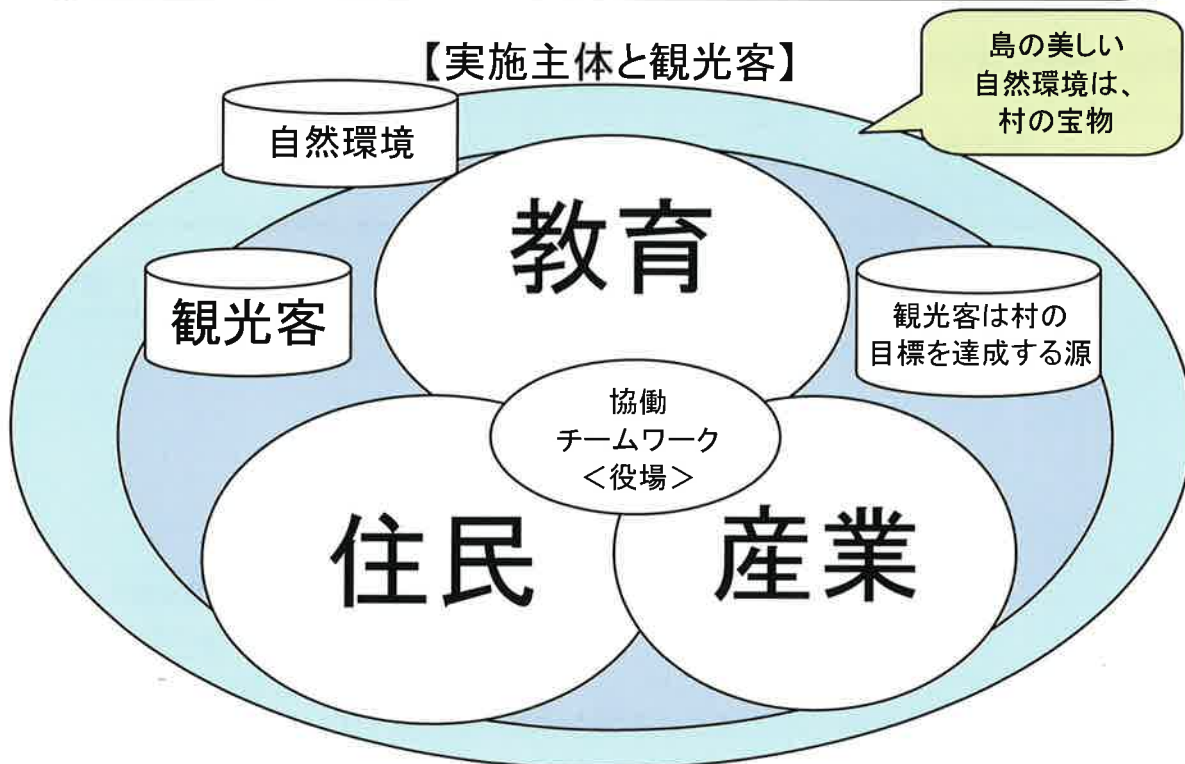 【実施主体と観光客】
島の美しい
自然環境は、
村の宝物
自然環境
教育
観光客
観光客は村の
目標を達成する源
協働
チームワーク
＜役場＞
住民
産業